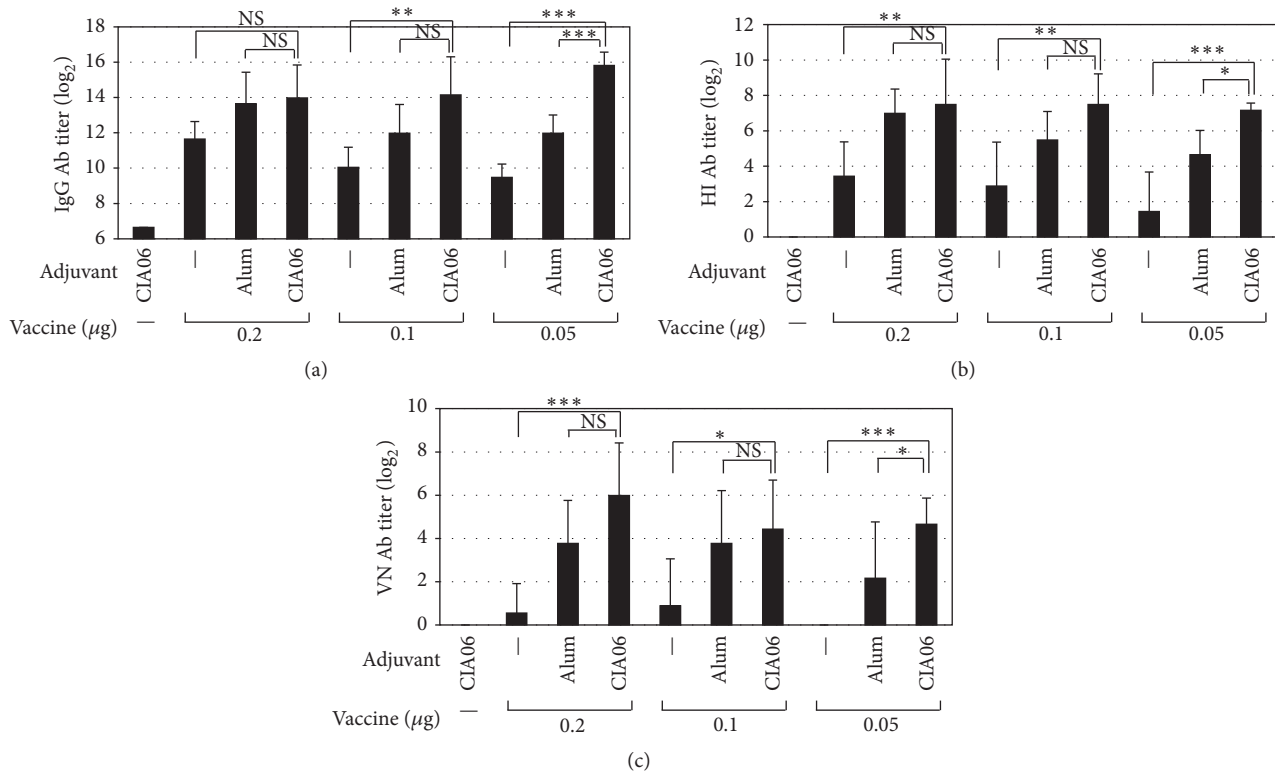 NS
NS
**
NS
***
***
18
16
14
12
10
8
6
IgG Ab titer (log2)
Adjuvant
CIA06
—
Alum
CIA06
—
Alum
CIA06
—
Alum
CIA06
Vaccine (μg)
—
0.2
0.1
0.05
(a)
**
NS
**
NS
***
*
12
10
8
6
4
2
0
HI Ab titer (log2)
Adjuvant
CIA06
—
Alum
CIA06
—
Alum
CIA06
—
Alum
CIA06
Vaccine (μg)
—
0.2
0.1
0.05
(b)
***
NS
*
NS
***
*
10
8
6
4
2
0
VN Ab titer (log2)
Adjuvant
CIA06
—
Alum
CIA06
—
Alum
CIA06
—
Alum
CIA06
Vaccine (μg)
—
0.2
0.1
0.05
(c)